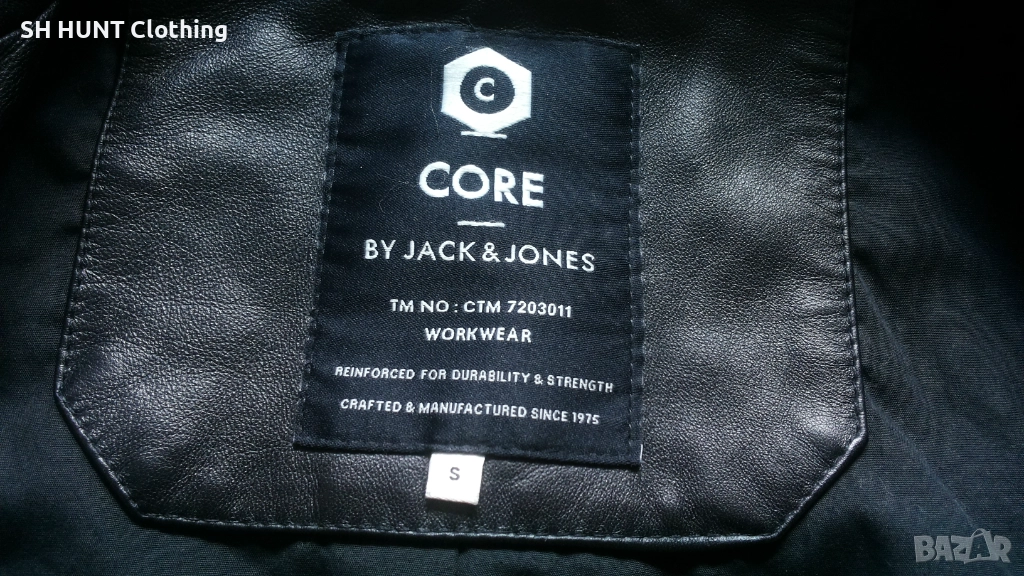 SH HUNT Clothing
C
CORE
BY JACK & JONES
TM NO : CTM 7203011
WORKWEAR
REINFORCED FOR DURABILITY & STRENGTH
CRAFTED & MANUFACTURED SINCE 1975
S
BAZAR